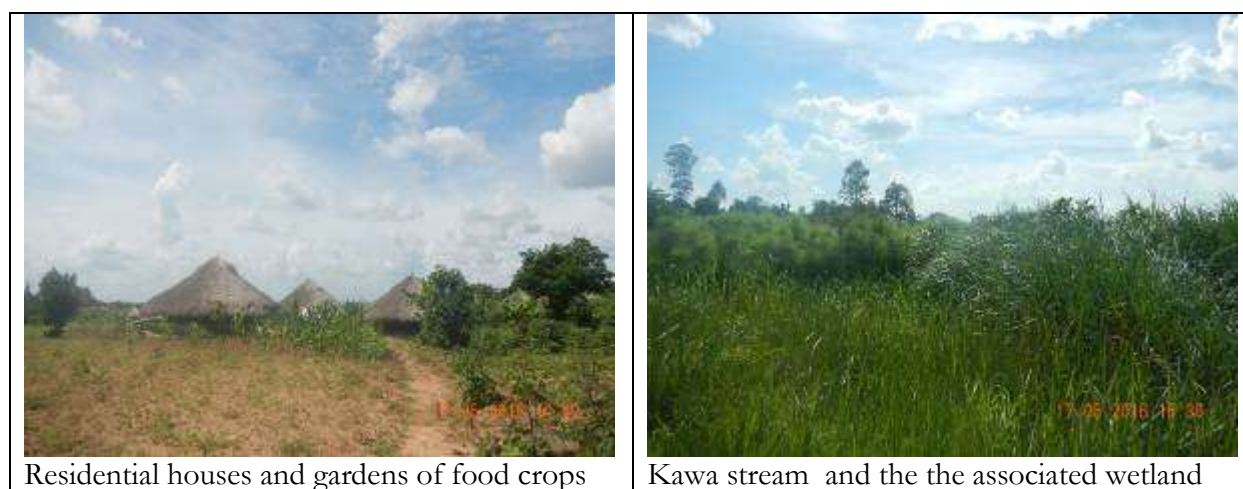 Residential houses and gardens of food crops
Kawa stream and the the associated wetland